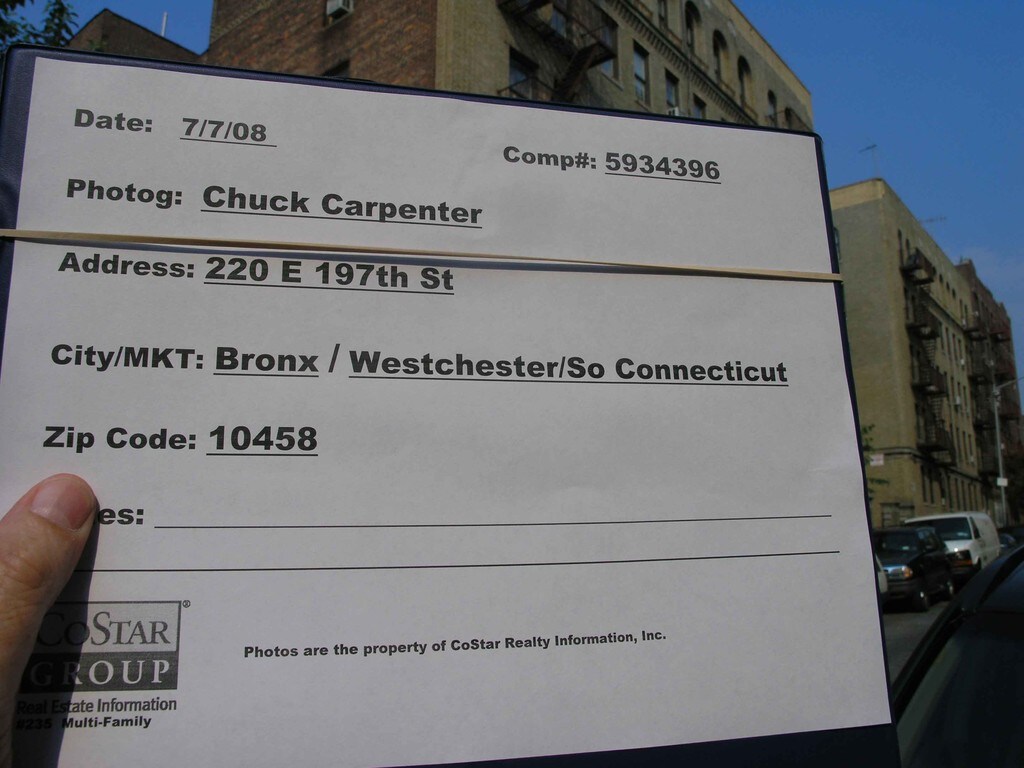 Date: 7/7/08
Comp#: 5934396
Photog: Chuck Carpenter
Address: 220 E 197th St
City/MKT: Bronx / Westchester/So Connecticut
Zip Code: 10458
es:
COSTAR®
GROUP
Real Estate Information
#235 Multi-Family
Photos are the property of CoStar Realty Information, Inc.